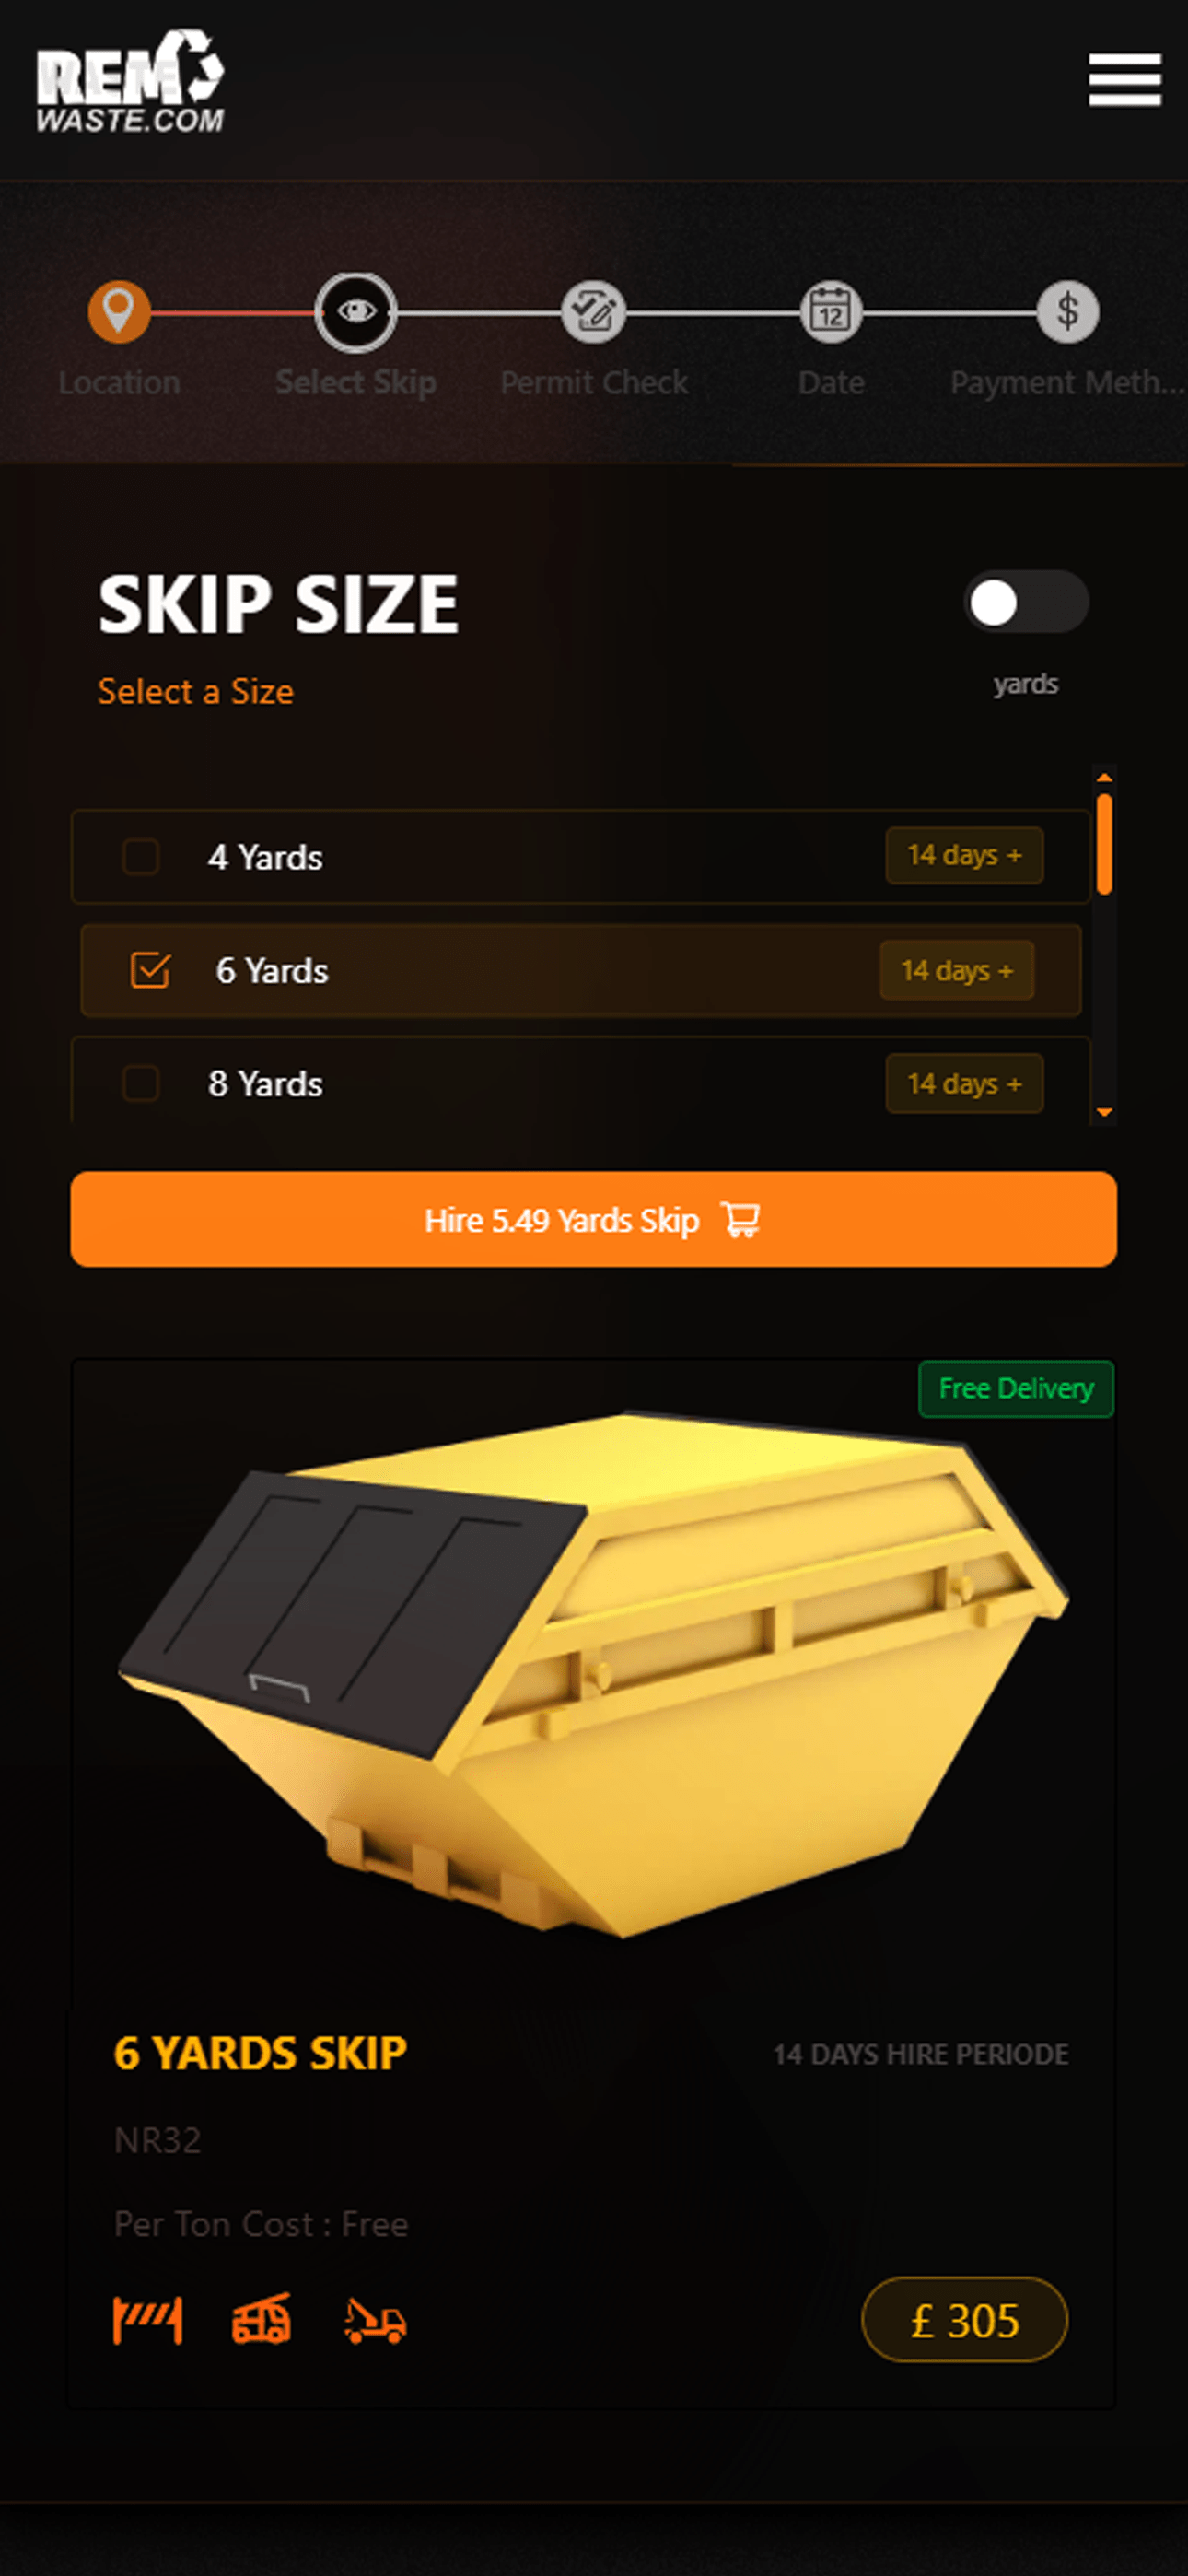 REM
WASTE.COM
Location
Select Skip
Permit Check
12
Date
$
Payment Meth...
SKIP SIZE
Select a Size
yards
4 Yards 14 days +
6 Yards 14 days +
8 Yards 14 days +
Hire 5.49 Yards Skip
Free Delivery
6 YARDS SKIP
14 DAYS HIRE PERIODE
NR32
Per Ton Cost : Free
£ 305